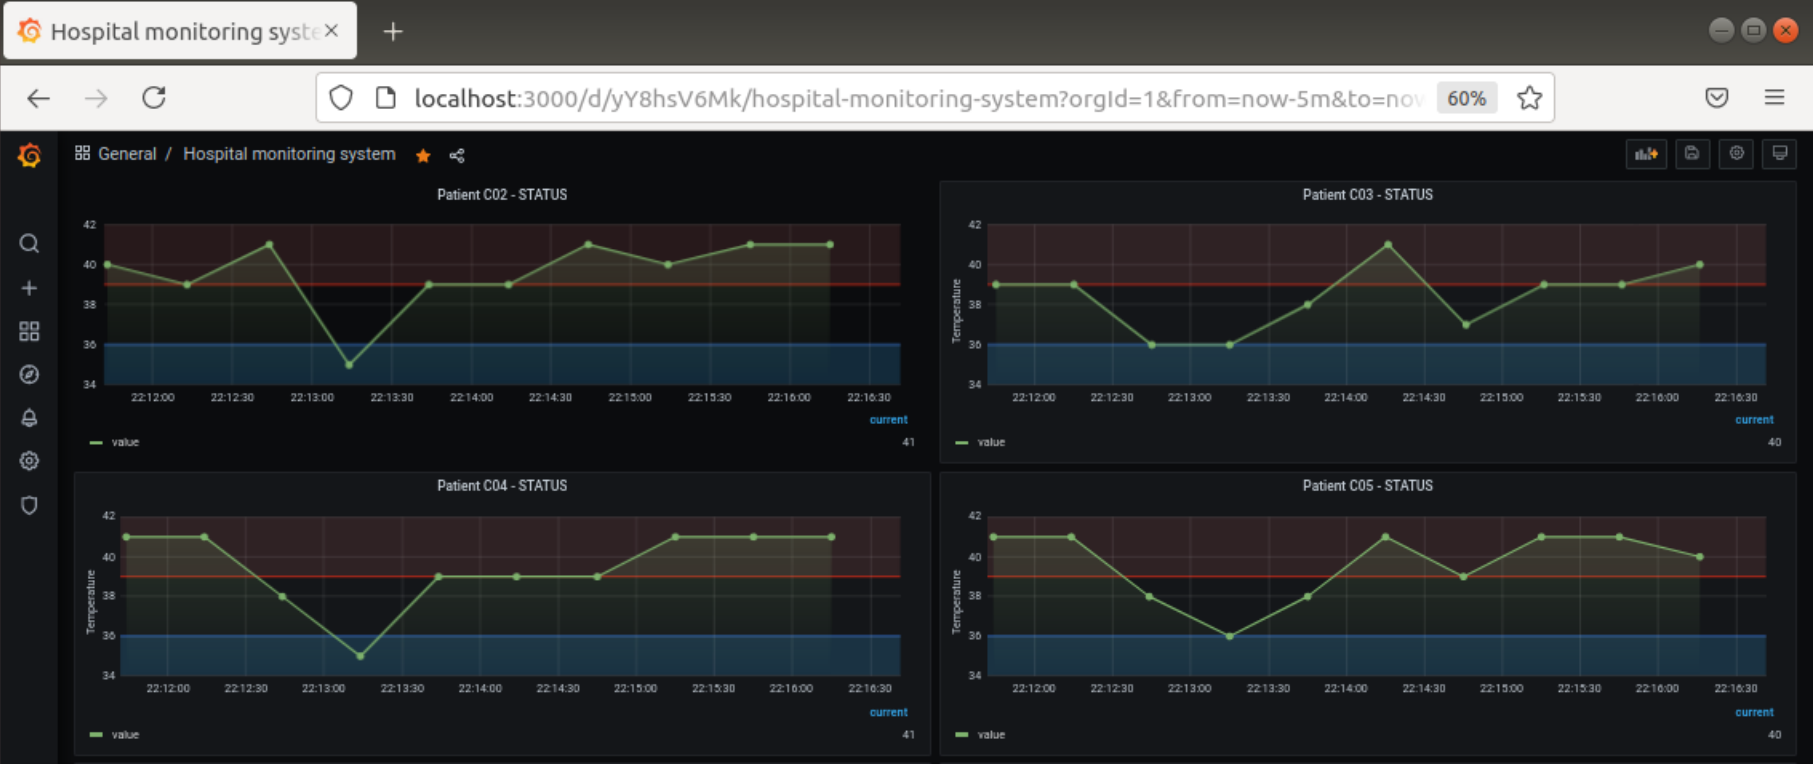 Hospital monitoring syste
localhost:3000/d/yY8hsV6Mk/hospital-monitoring-system?orgId=1&from=now-5m&to=nov 60%
General / Hospital monitoring system
Patient C02 - STATUS
42
40
38
36
34
22:12:00 22:12:30 22:13:00 22:13:30 22:14:00 22:14:30 22:15:00 22:15:30 22:16:00 22:16:30
current
value 41
Patient C03 - STATUS
Temperature
42
40
38
36
34
22:12:00 22:12:30 22:13:00 22:13:30 22:14:00 22:14:30 22:15:00 22:15:30 22:16:00 22:16:30
current
value 40
Patient C04 - STATUS
Temperature
42
40
38
36
34
22:12:00 22:12:30 22:13:00 22:13:30 22:14:00 22:14:30 22:15:00 22:15:30 22:16:00 22:16:30
current
value 41
Patient C05 - STATUS
Temperature
42
40
38
36
34
22:12:00 22:12:30 22:13:00 22:13:30 22:14:00 22:14:30 22:15:00 22:15:30 22:16:00 22:16:30
current
value 40